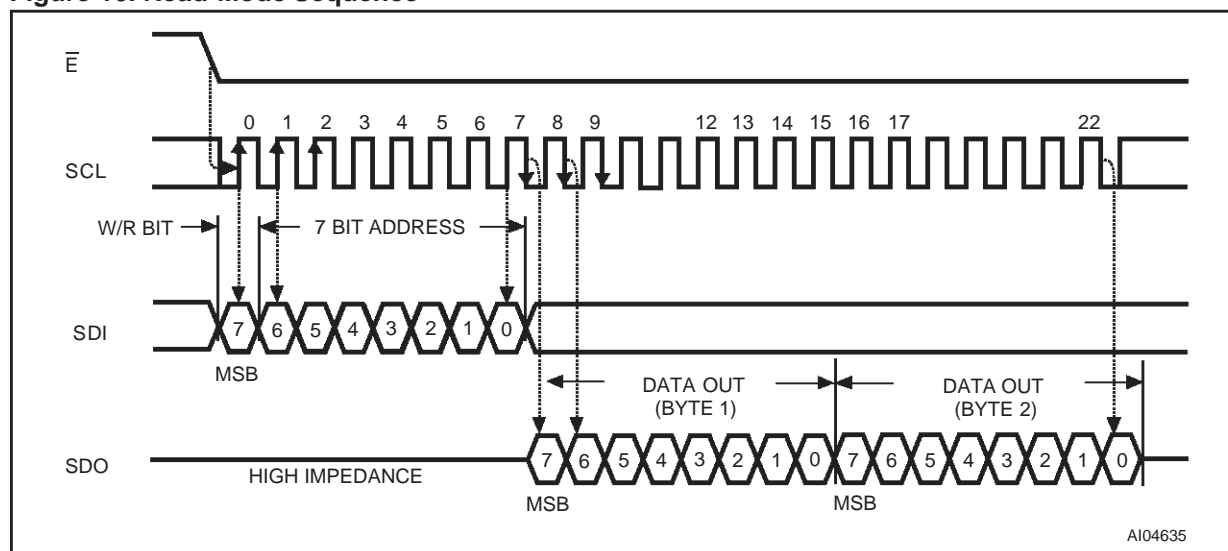 Figure 16. Read Mode Sequence
E
0 1 2 3 4 5 6 7 8 9 12 13 14 15 16 17 22
SCL
W/R BIT 7 BIT ADDRESS
SDI
7 6 5 4 3 2 1 0
MSB
DATA OUT DATA OUT
(BYTE 1) (BYTE 2)
SDO
HIGH IMPEDANCE
7 6 5 4 3 2 1 0 7 6 5 4 3 2 1 0
MSB MSB
AI04635